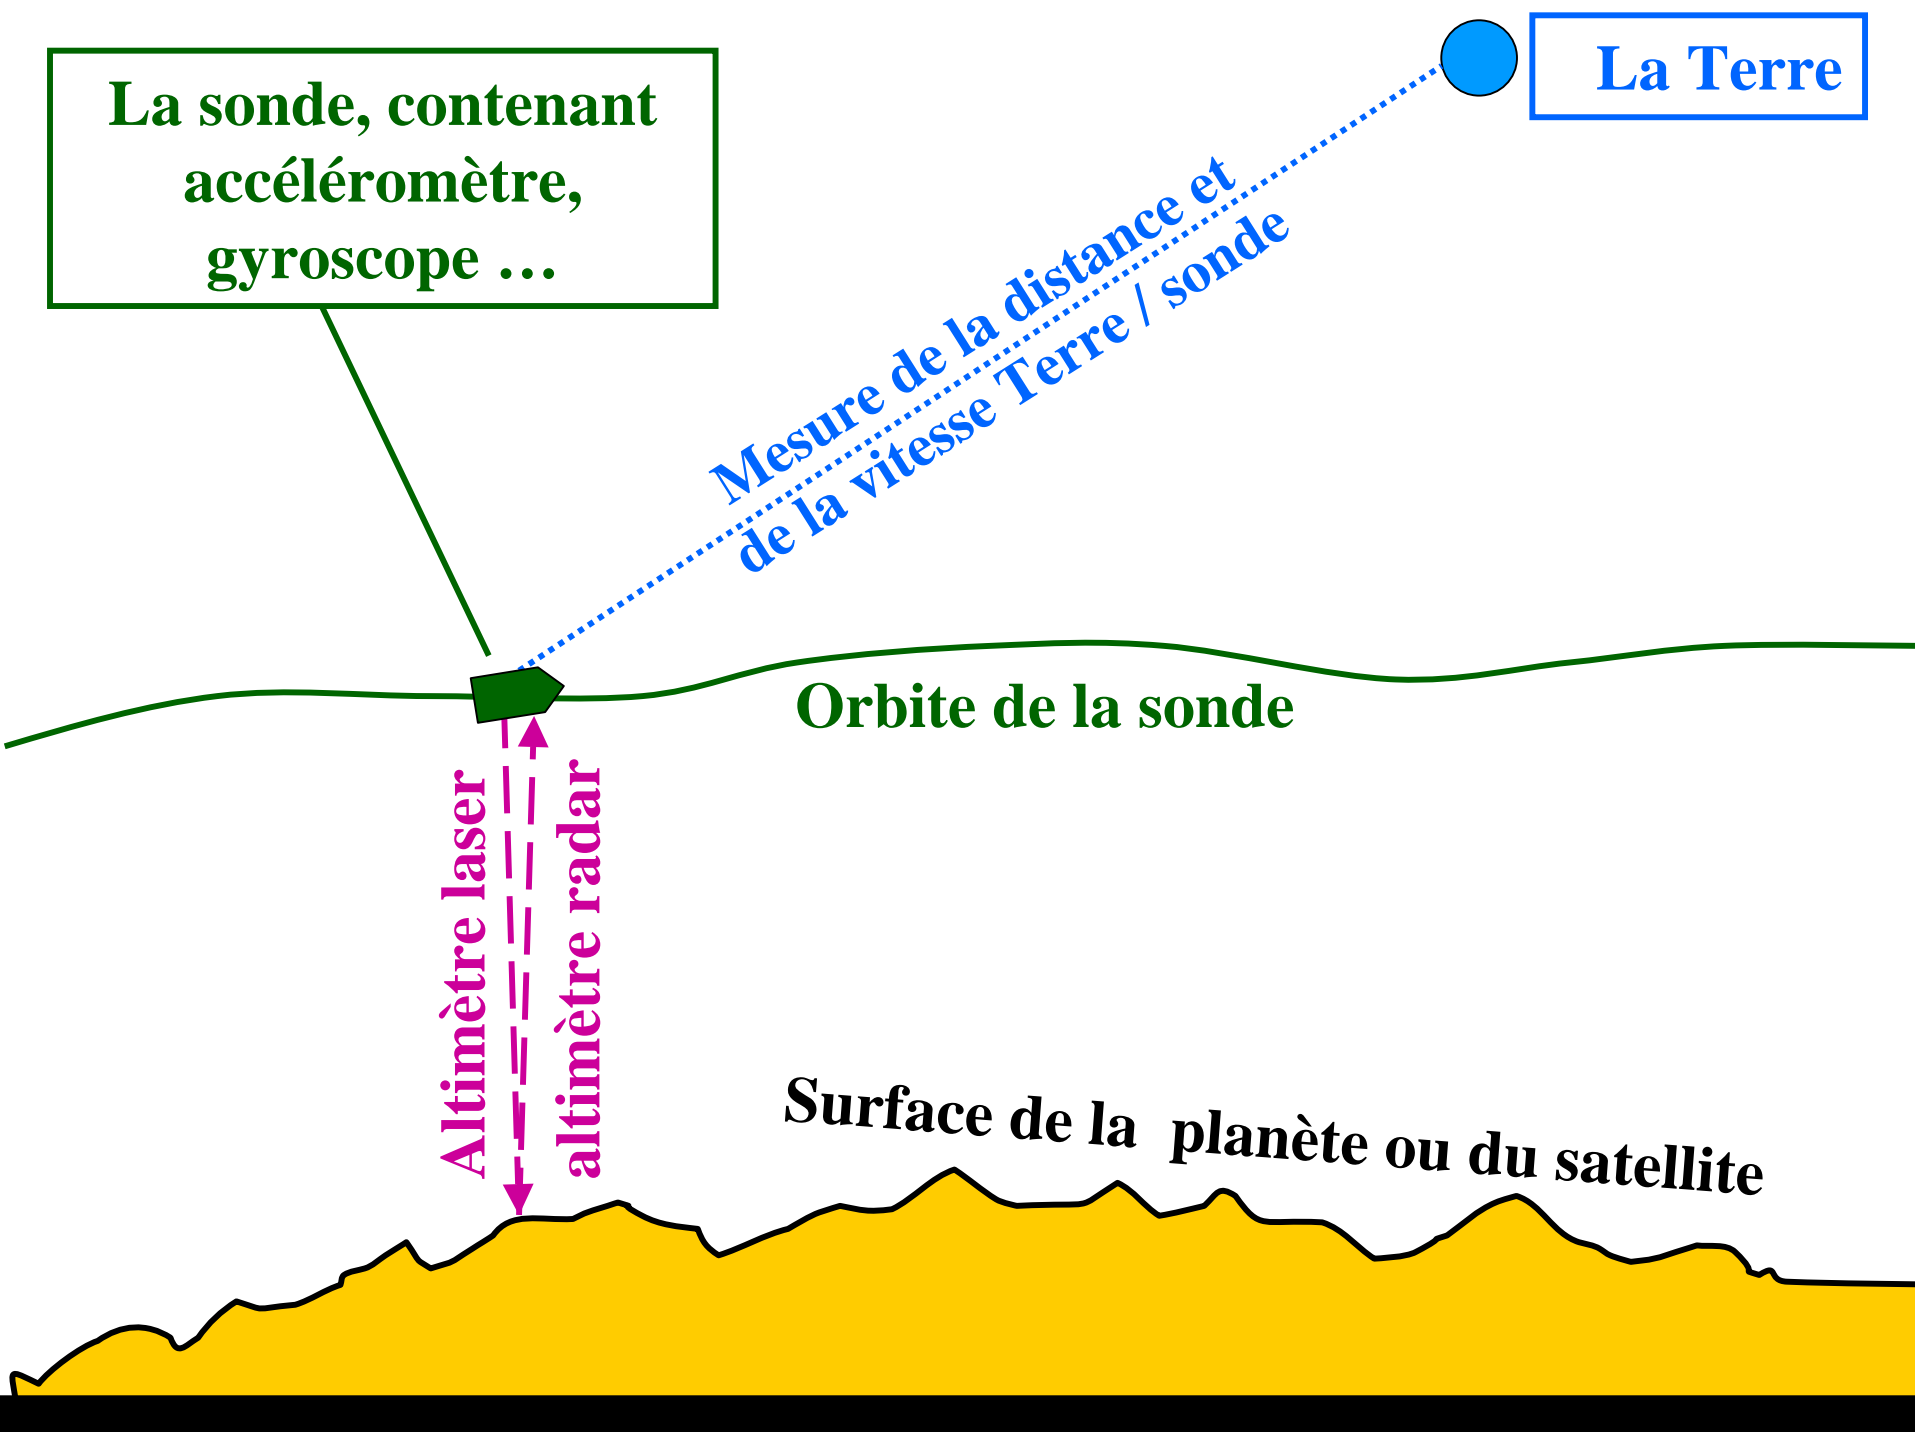 La sonde, contenant
accéléromètre,
gyroscope …
La Terre
Mesure de la distance et
de la vitesse Terre / sonde
Orbite de la sonde
Altimètre laser
altimètre radar
Surface de la planète ou du satellite